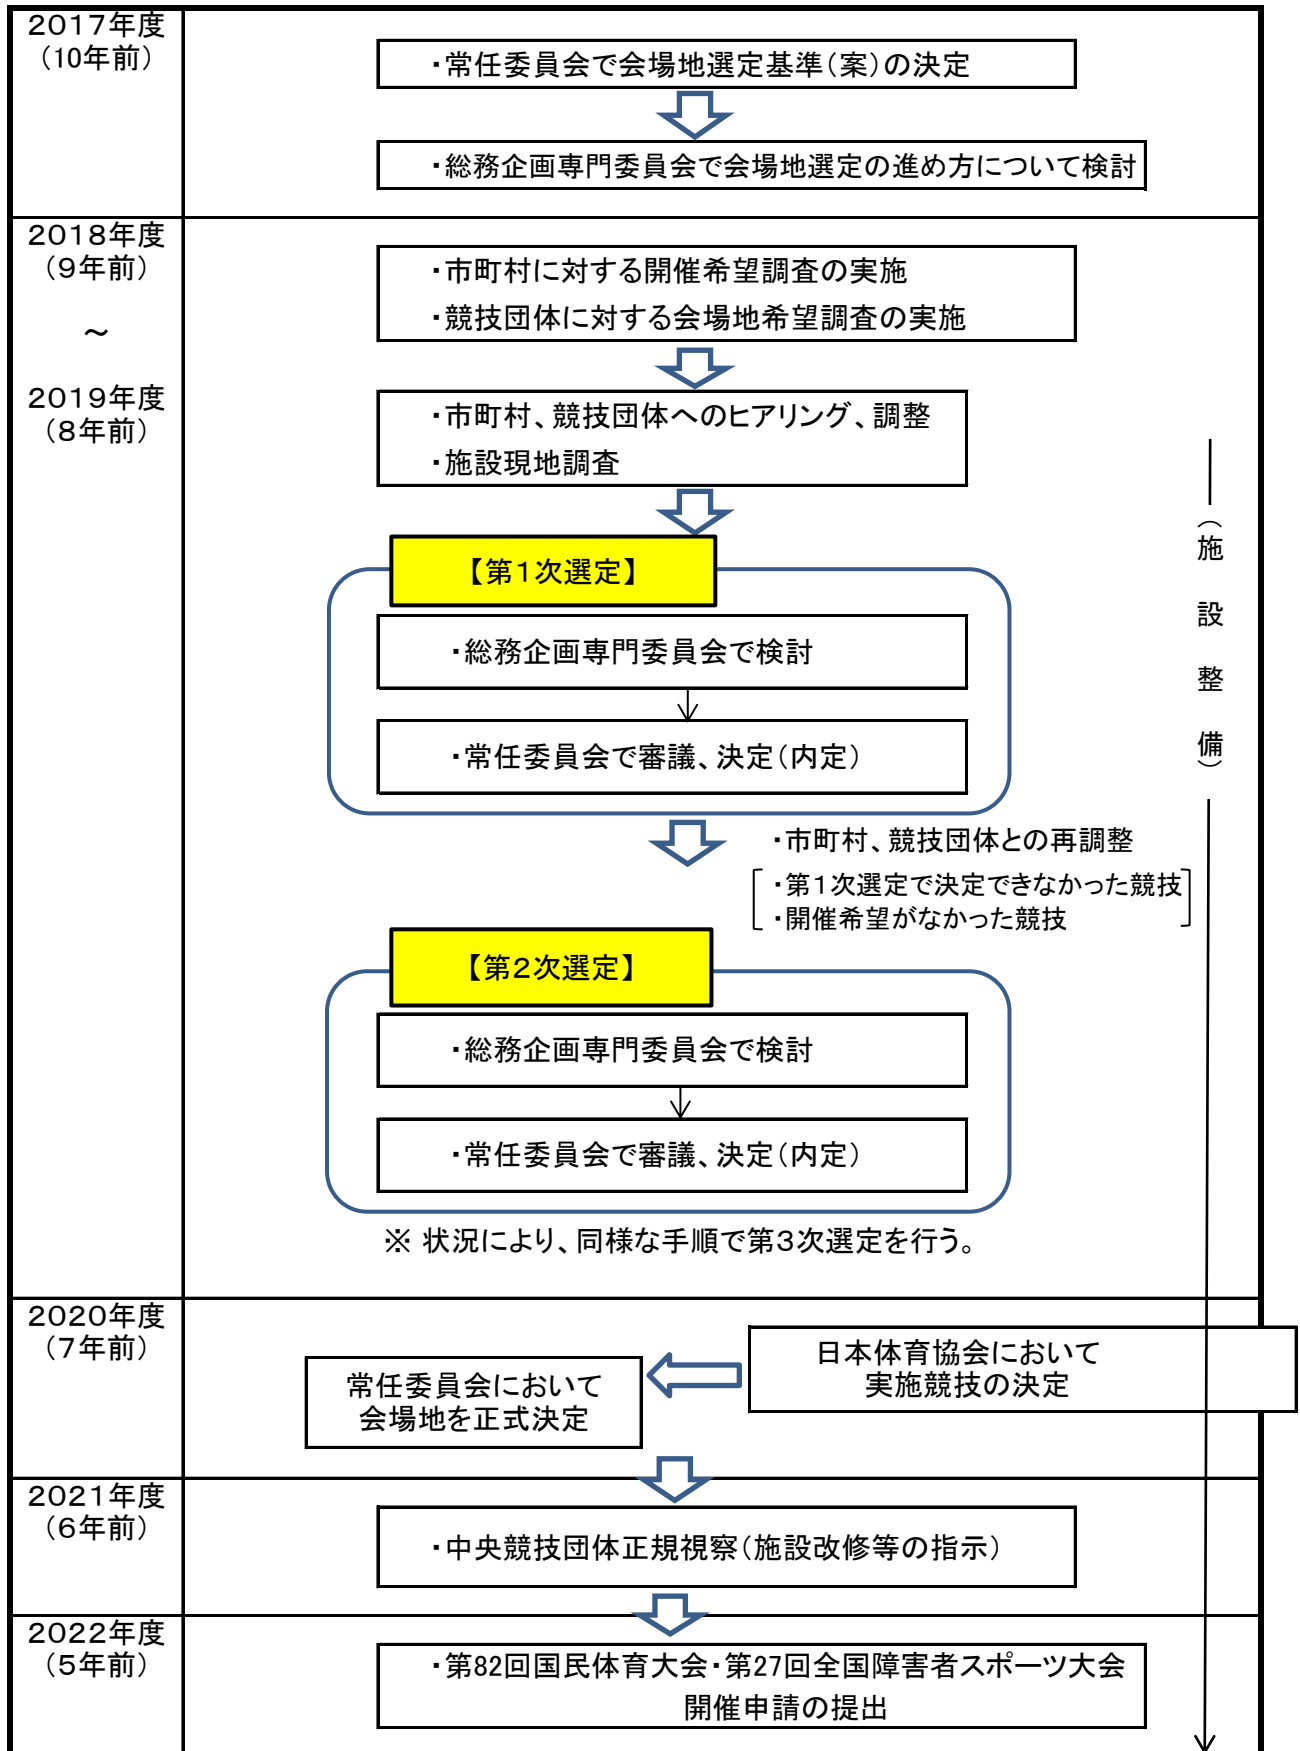 2017年度
（10年前）
・常任委員会で会場地選定基準（案）の決定
・総務企画専門委員会で会場地選定の進め方について検討
2018年度
（9年前）
～
2019年度
（8年前）
・市町村に対する開催希望調査の実施
・競技団体に対する会場地希望調査の実施
・市町村、競技団体へのヒアリング、調整
・施設現地調査
【第1次選定】
・総務企画専門委員会で検討
・常任委員会で審議、決定（内定）
（施設整備）
・市町村、競技団体との再調整
・第1次選定で決定できなかった競技
・開催希望がなかった競技
【第2次選定】
・総務企画専門委員会で検討
・常任委員会で審議、決定（内定）
※ 状況により、同様な手順で第3次選定を行う。
2020年度
（7年前）
日本体育協会において
実施競技の決定
常任委員会において
会場地を正式決定
2021年度
（6年前）
・中央競技団体正規視察（施設改修等の指示）
2022年度
（5年前）
・第82回国民体育大会・第27回全国障害者スポーツ大会
開催申請の提出